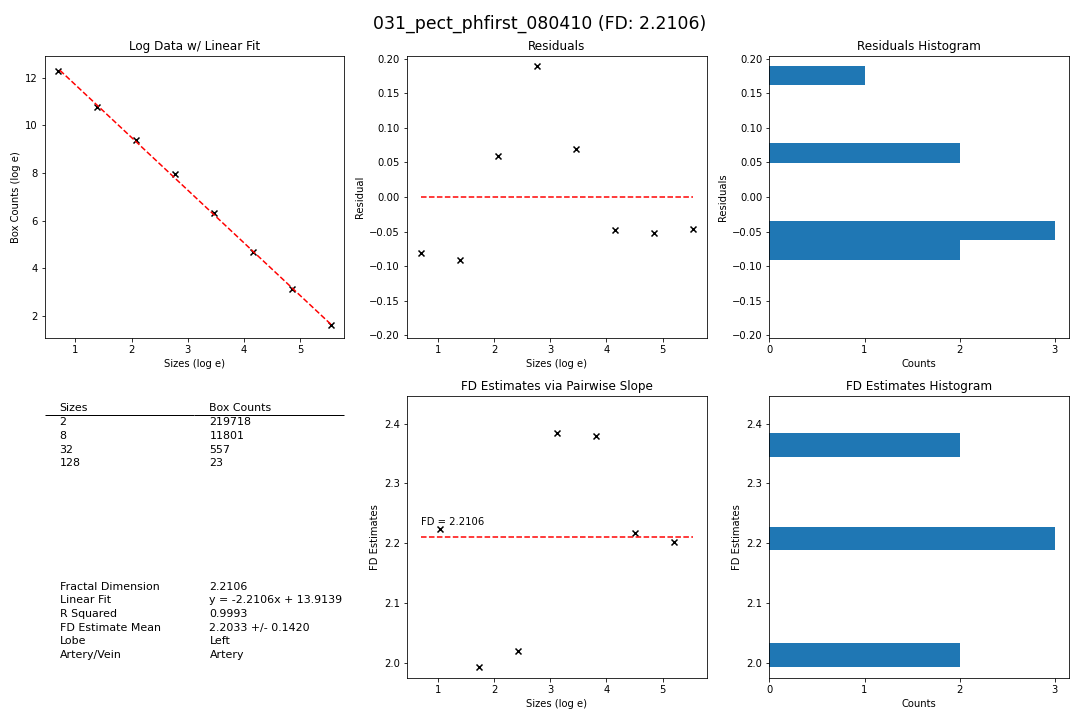 031_pect_phfirst_080410 (FD: 2.2106)
Log Data w/ Linear Fit
12
10
8
6
4
2
Box Counts (log e)
1 2 3 4 5
Sizes (log e)
Residuals
0.20
0.15
0.10
0.05
0.00
−0.05
−0.10
−0.15
−0.20
Residual
1 2 3 4 5
Sizes (log e)
Residuals Histogram
0.20
0.15
0.10
0.05
0.00
−0.05
−0.10
−0.15
−0.20
Residuals
0 1 2 3
Counts
Sizes Box Counts
2 219718
8 11801
32 557
128 23
Fractal Dimension 2.2106
Linear Fit y = -2.2106x + 13.9139
R Squared 0.9993
FD Estimate Mean 2.2033 +/- 0.1420
Lobe Left
Artery/Vein Artery
FD Estimates via Pairwise Slope
2.4
2.3
2.2
2.1
2.0
FD Estimates
FD = 2.2106
1 2 3 4 5
Sizes (log e)
FD Estimates Histogram
2.4
2.3
2.2
2.1
2.0
FD Estimates
0 1 2 3
Counts